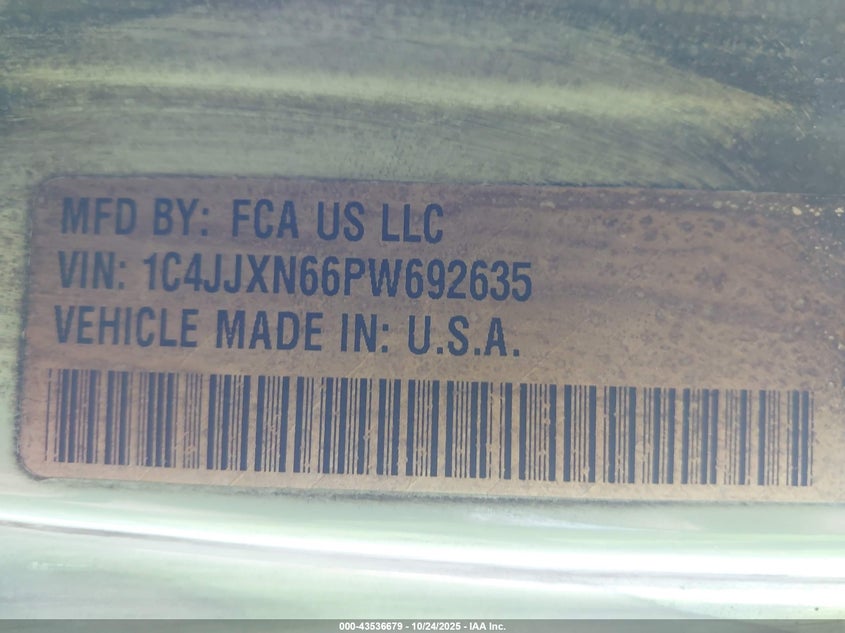 MFD BY: FCA US LLC
VIN: 1C4JJXN66PW692635
VEHICLE MADE IN: U.S.A.
000-43536679 - 10/24/2025 - IAA Inc.